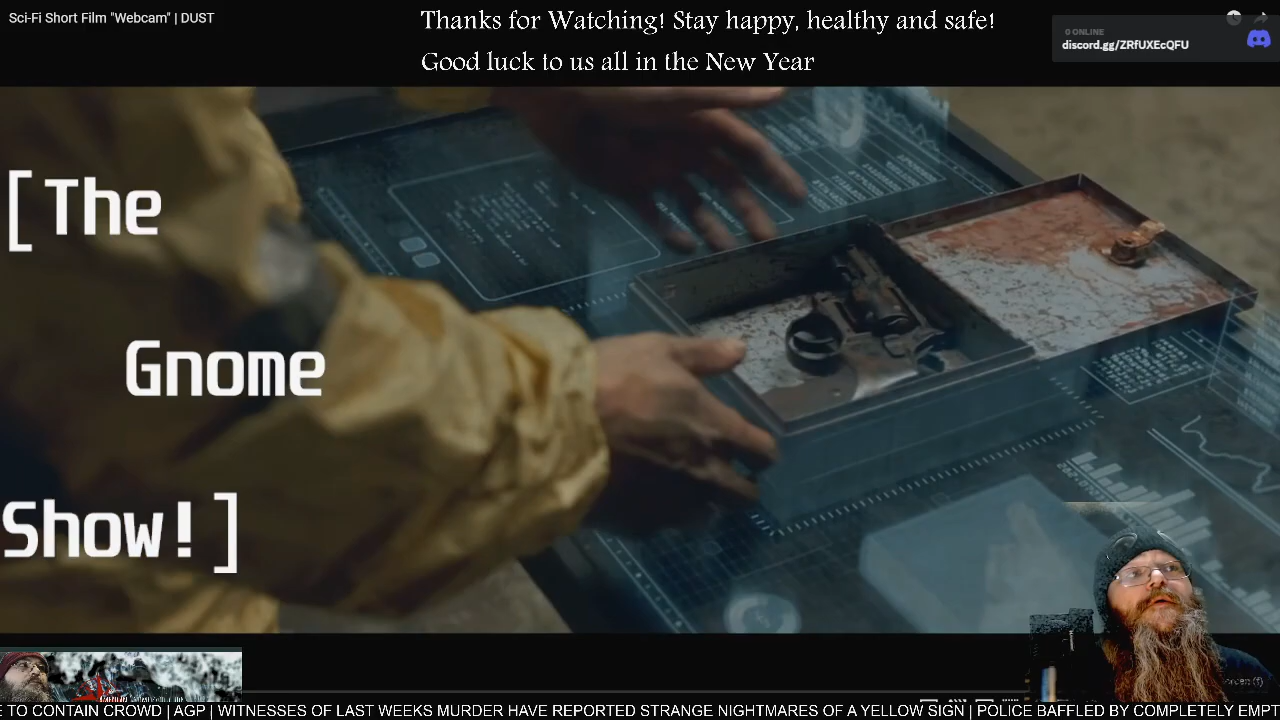 Sci-Fi Short Film "Webcam" | DUST
Thanks for Watching! Stay happy, healthy and safe!
Good luck to us all in the New Year
0 ONLINE
discord.gg/ZRfUXEcQFU
[The
Gnome
Show!]
E TO CONTAIN CROWD | AGP | WITNESSES OF LAST WEEKS MURDER HAVE REPORTED STRANGE NIGHTMARES OF A YELLOW SIGN | POLICE BAFFLED BY COMPLETELY EMPT